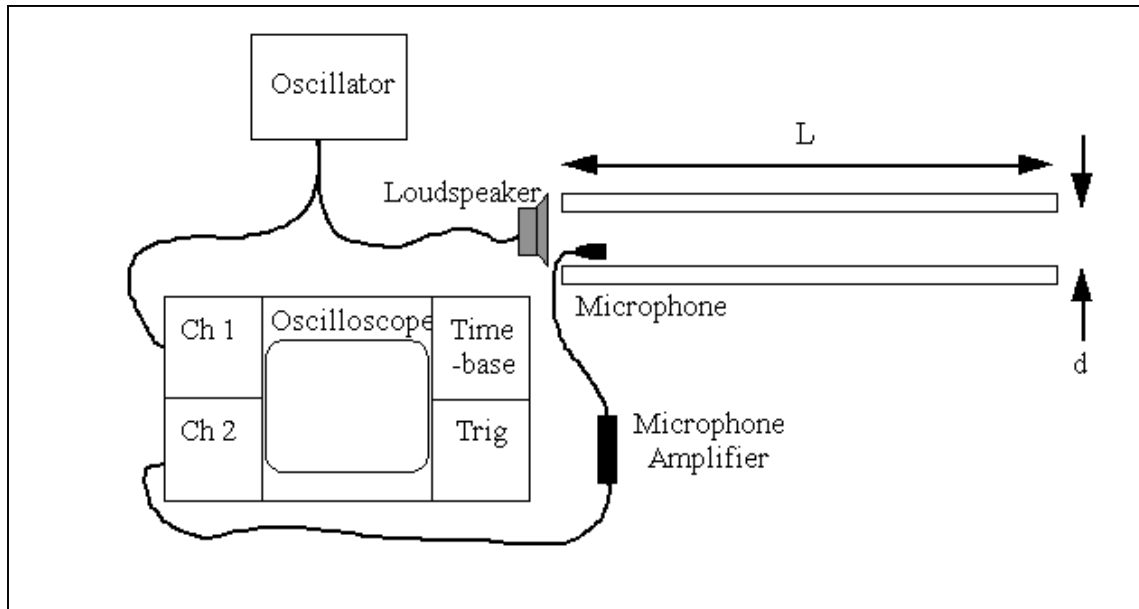 Oscillator
L
Loudspeaker
Microphone
d
Ch 1
Oscilloscope
Time
-base
Ch 2
Trig
Microphone
Amplifier